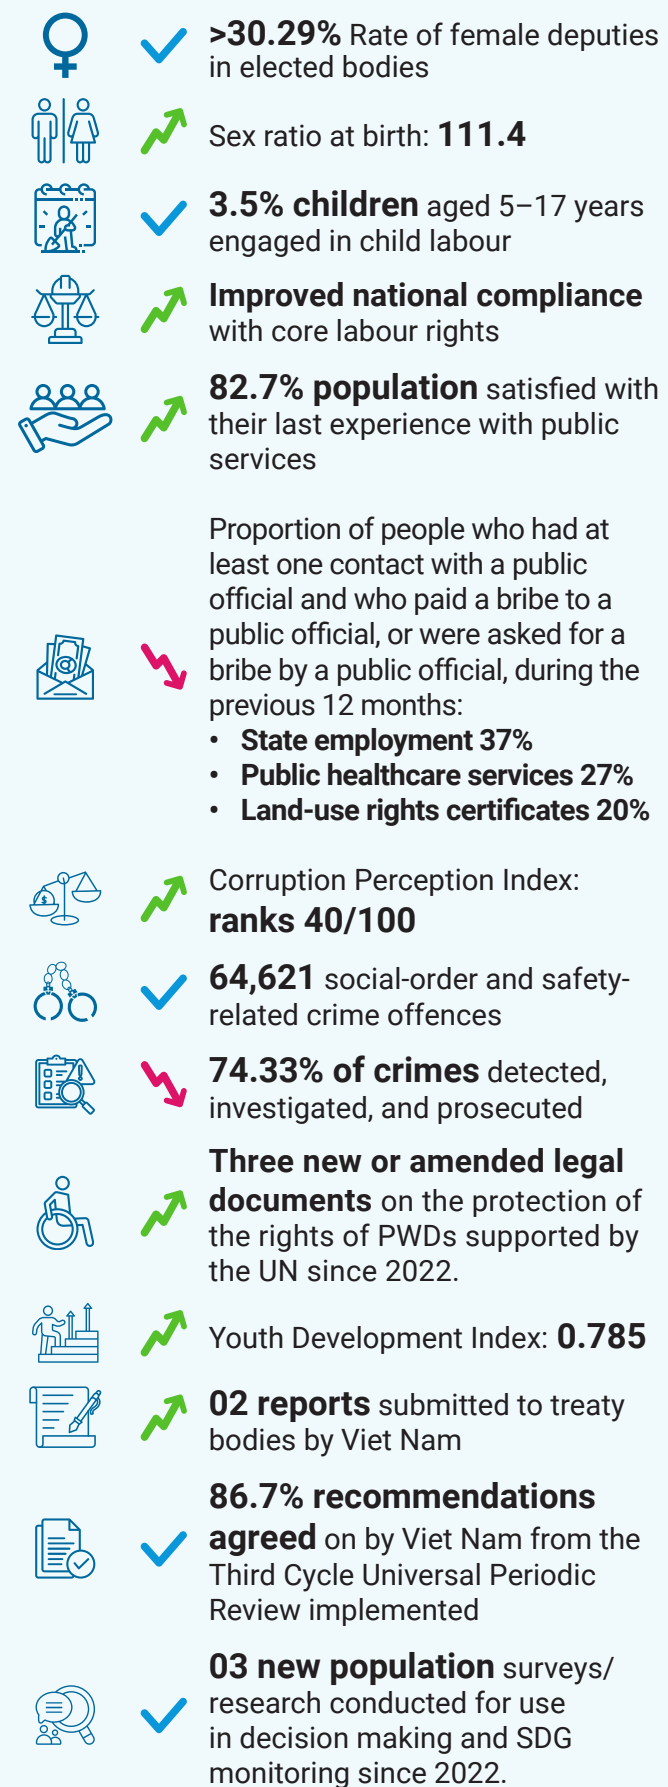 >30.29% Rate of female deputies
in elected bodies
Sex ratio at birth: 111.4
3.5% children aged 5–17 years
engaged in child labour
Improved national compliance
with core labour rights
82.7% population satisfied with
their last experience with public
services
Proportion of people who had at
least one contact with a public
official and who paid a bribe to a
public official, or were asked for a
bribe by a public official, during the
previous 12 months:
• State employment 37%
• Public healthcare services 27%
• Land-use rights certificates 20%
Corruption Perception Index:
ranks 40/100
64,621 social-order and safety-
related crime offences
74.33% of crimes detected,
investigated, and prosecuted
Three new or amended legal
documents on the protection of
the rights of PWDs supported by
the UN since 2022.
Youth Development Index: 0.785
02 reports submitted to treaty
bodies by Viet Nam
86.7% recommendations
agreed on by Viet Nam from the
Third Cycle Universal Periodic
Review implemented
03 new population surveys/
research conducted for use
in decision making and SDG
monitoring since 2022.